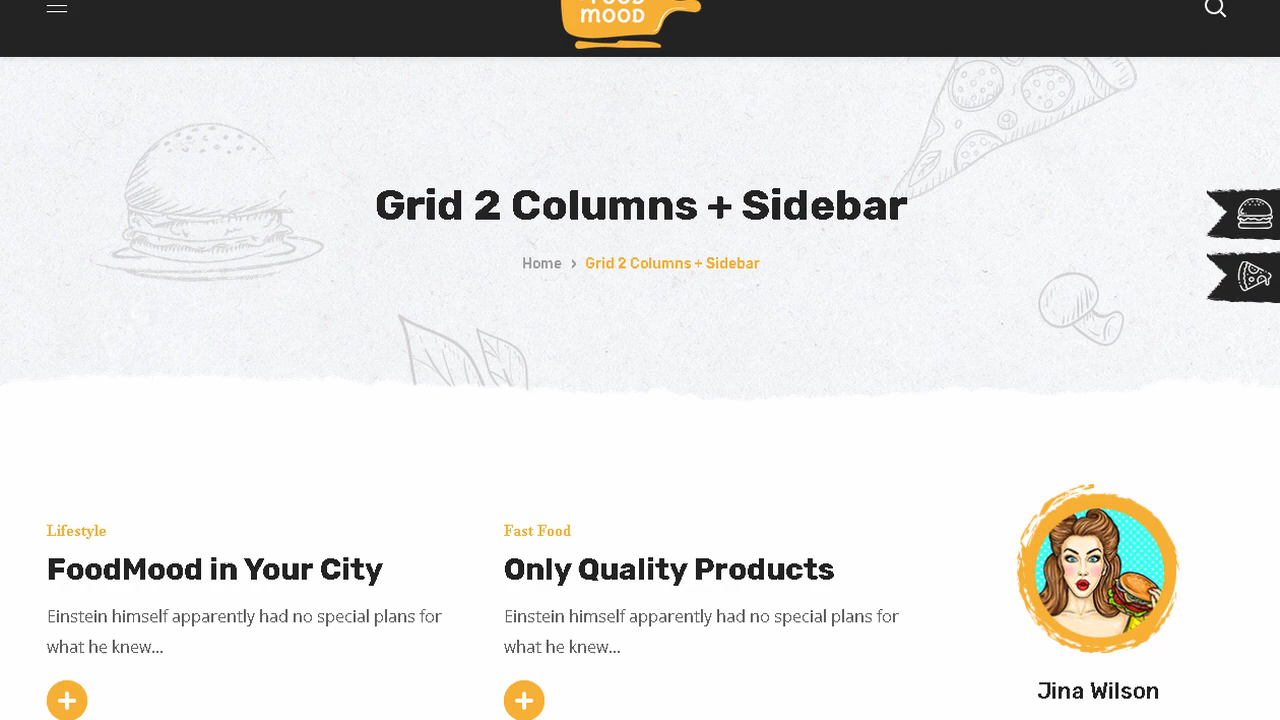 FOOD
MOOD
Grid 2 Columns + Sidebar
Home › Grid 2 Columns + Sidebar
Lifestyle
FoodMood in Your City
Einstein himself apparently had no special plans for
what he knew...
Fast Food
Only Quality Products
Einstein himself apparently had no special plans for
what he knew...
Jina Wilson